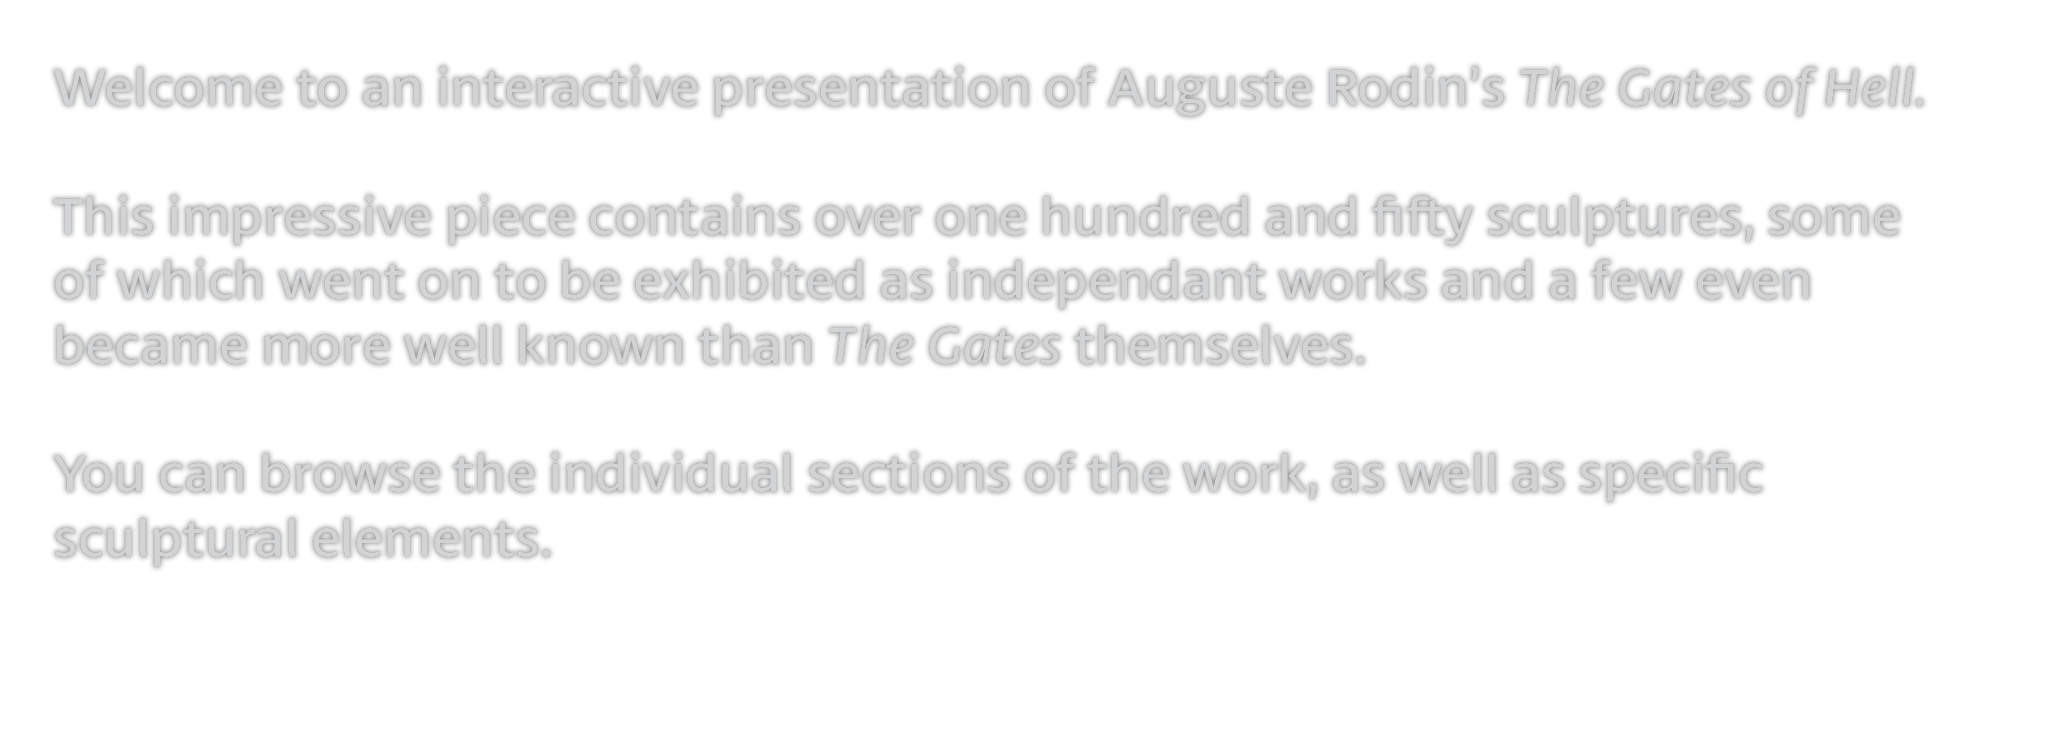 Welcome to an interactive presentation of Auguste Rodin's The Gates of Hell.
This impressive piece contains over one hundred and fifty sculptures, some
of which went on to be exhibited as independant works and a few even
became more well known than The Gates themselves.
You can browse the individual sections of the work, as well as specific
sculptural elements.